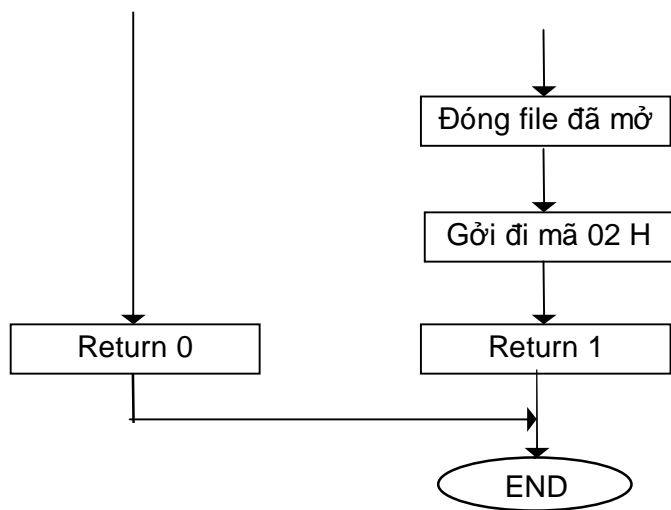 Đóng file đã mở
Gởi đi mã 02 H
Return 0
Return 1
END